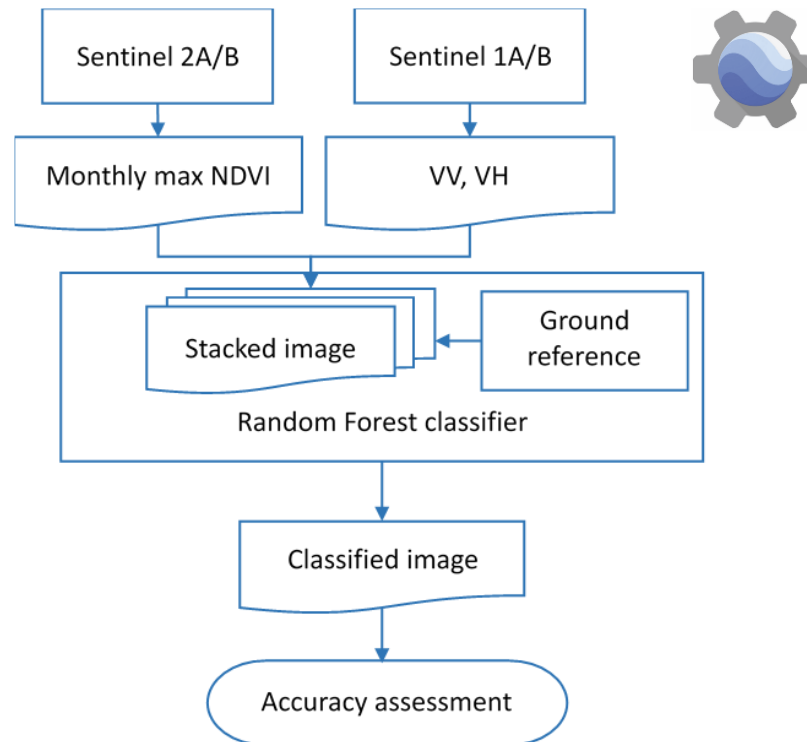 Sentinel 2A/B
Sentinel 1A/B
Monthly max NDVI
VV, VH
Stacked image
Ground
reference
Random Forest classifier
Classified image
Accuracy assessment